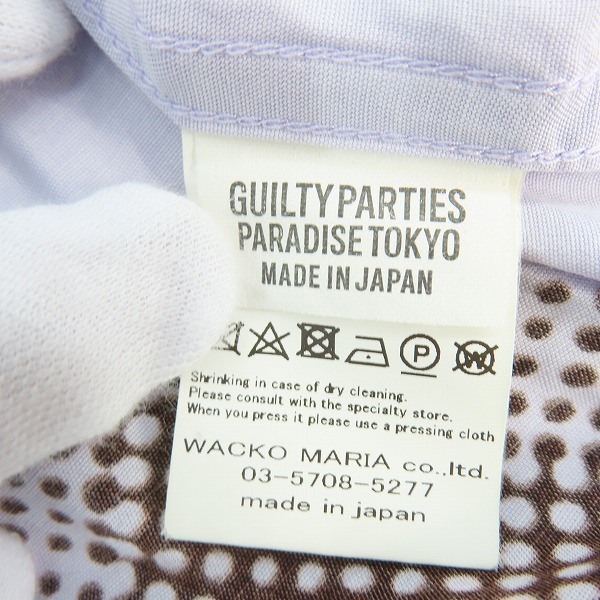 GUILTY PARTIES
PARADISE TOKYO
MADE IN JAPAN
P W
Shrinking in case of dry cleaning.
Please consult with the specialty store.
When you press it please use a pressing cloth
WACKO MARIA co.,ltd.
03-5708-5277
made in japan